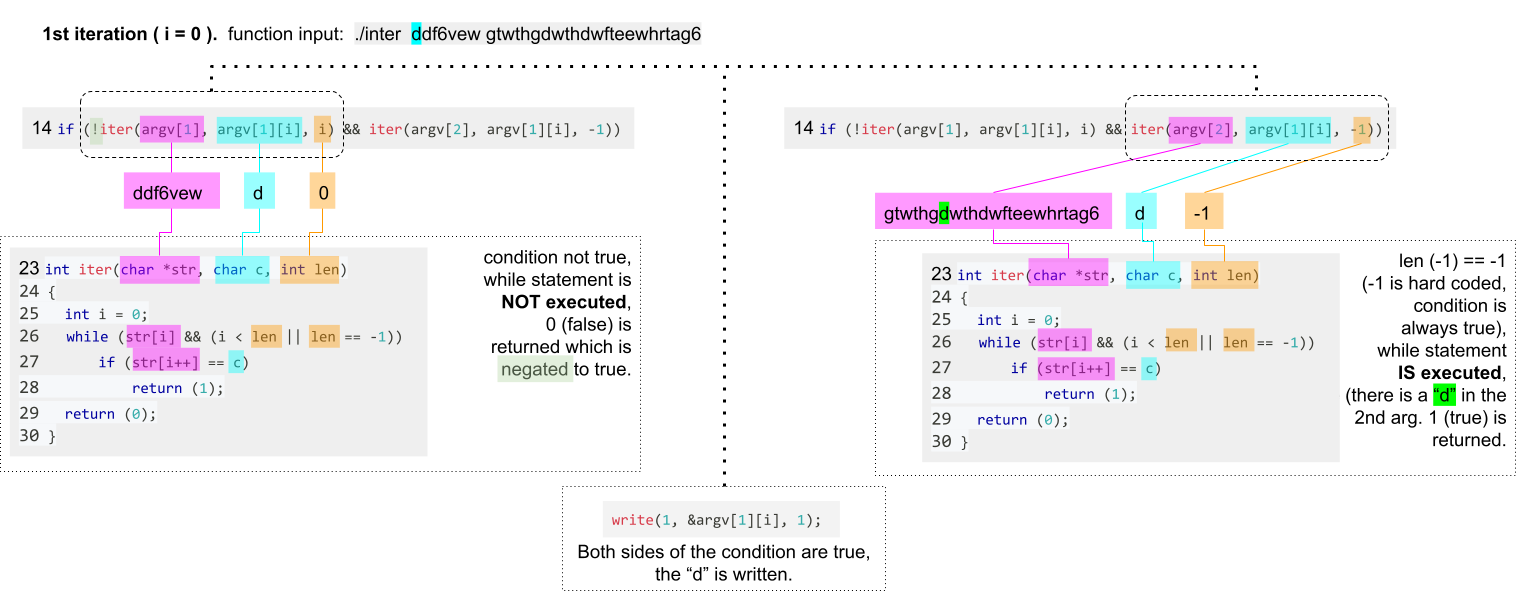 1st iteration ( i = 0 ).  function input:  ./inter  ddf6vew gtwthgdwthdwfteewhrtag6
14 if (!iter(argv[1], argv[1][i], i) && iter(argv[2], argv[1][i], -1))
ddf6vew
d
0
23 int iter(char *str, char c, int len)
24 {
25   int i = 0;
26   while (str[i] && (i < len || len == -1))
27       if (str[i++] == c)
28           return (1);
29   return (0);
30 }
condition not true,
while statement is
NOT executed,
0 (false) is
returned which is
negated to true.
14 if (!iter(argv[1], argv[1][i], i) && iter(argv[2], argv[1][i], -1))
gtwthgdwthdwfteewhrtag6
d
-1
23 int iter(char *str, char c, int len)
24 {
25   int i = 0;
26   while (str[i] && (i < len || len == -1))
27       if (str[i++] == c)
28           return (1);
29   return (0);
30 }
len (-1) == -1
(-1 is hard coded,
condition is
always true),
while statement
IS executed,
(there is a “d” in the
2nd arg. 1 (true) is
returned.
write(1, &argv[1][i], 1);
Both sides of the condition are true,
the “d” is written.